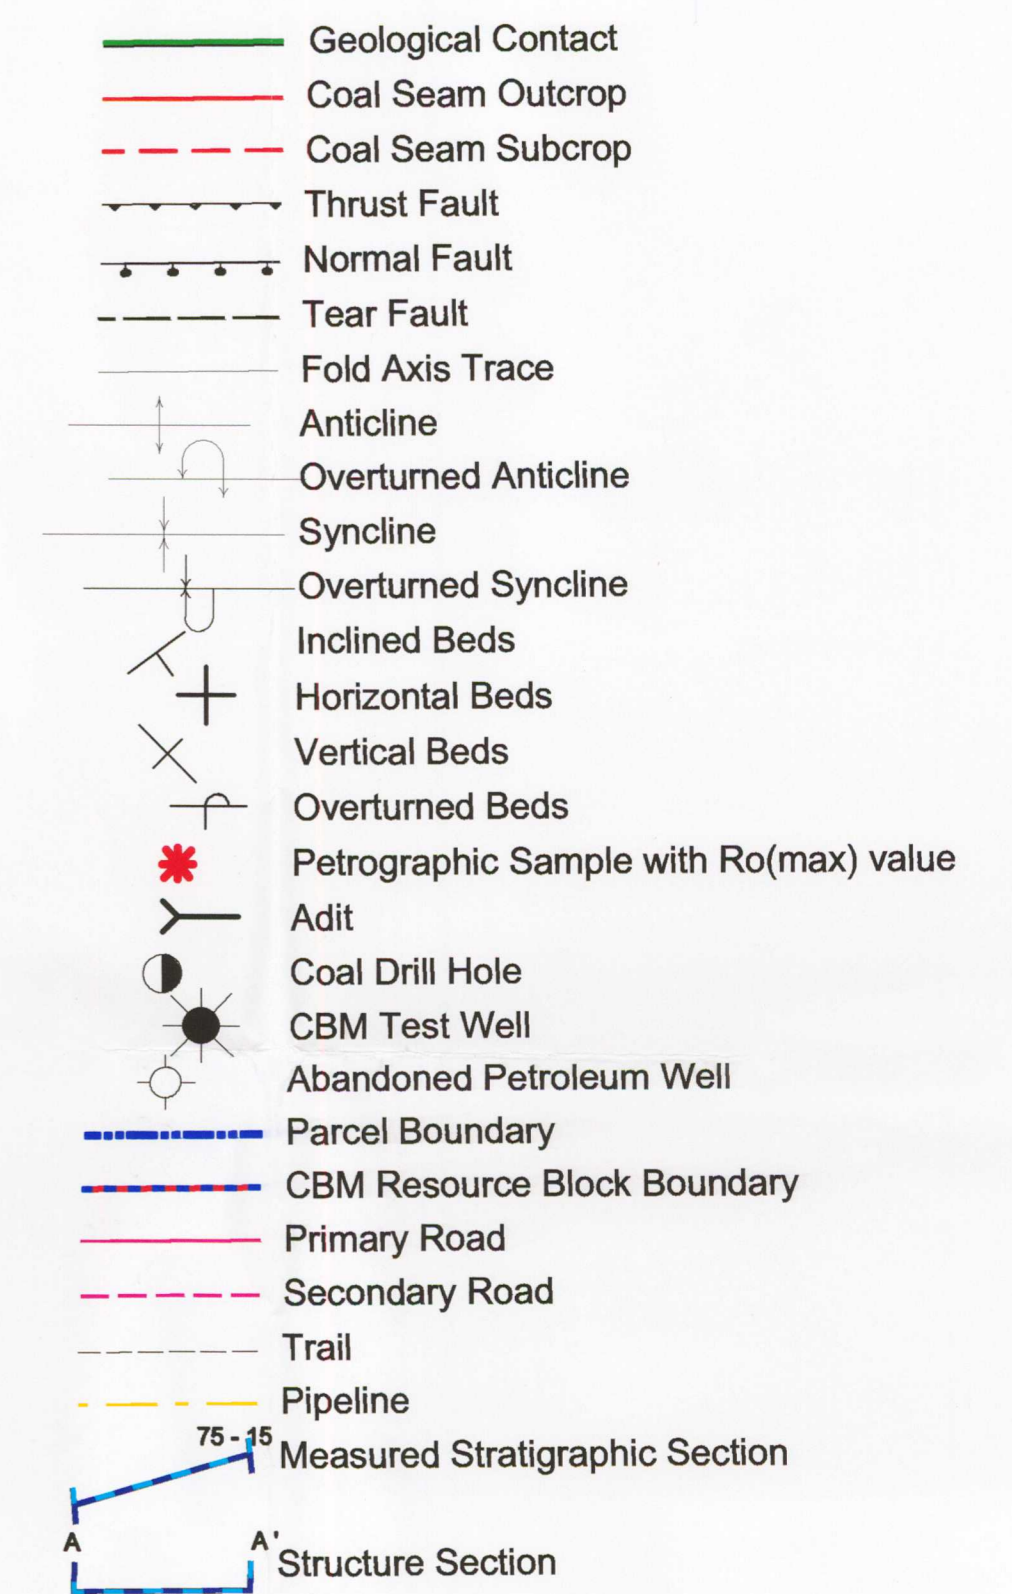 Geological Contact
Coal Seam Outcrop
Coal Seam Subcrop
Thrust Fault
Normal Fault
Tear Fault
Fold Axis Trace
Anticline
Overturned Anticline
Syncline
Overturned Syncline
Inclined Beds
Horizontal Beds
Vertical Beds
Overturned Beds
Petrographic Sample with Ro(max) value
Adit
Coal Drill Hole
CBM Test Well
Abandoned Petroleum Well
Parcel Boundary
CBM Resource Block Boundary
Primary Road
Secondary Road
Trail
Pipeline
75 - 15
Measured Stratigraphic Section
A A'
Structure Section